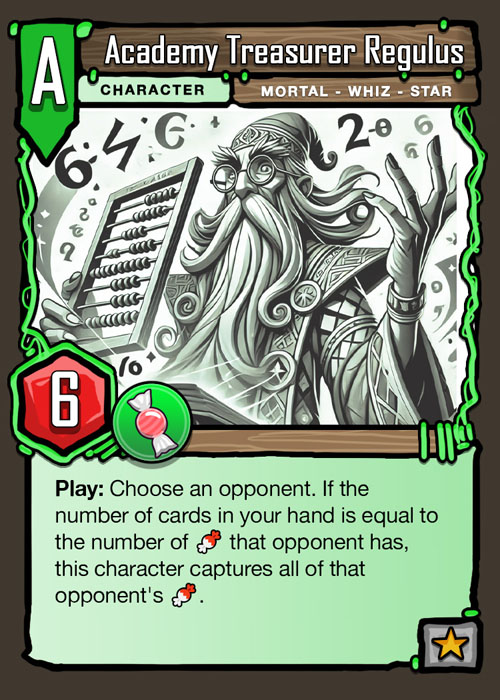 A
Academy Treasurer Regulus
CHARACTER
MORTAL - WHIZ - STAR
6
Play: Choose an opponent. If the
number of cards in your hand is equal to
the number of that opponent has,
this character captures all of that
opponent's .